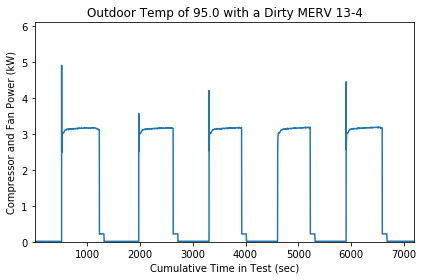 Outdoor Temp of 95.0 with a Dirty MERV 13-4
6
5
4
3
2
1
0
Compressor and Fan Power (kW)
1000 2000 3000 4000 5000 6000 7000
Cumulative Time in Test (sec)